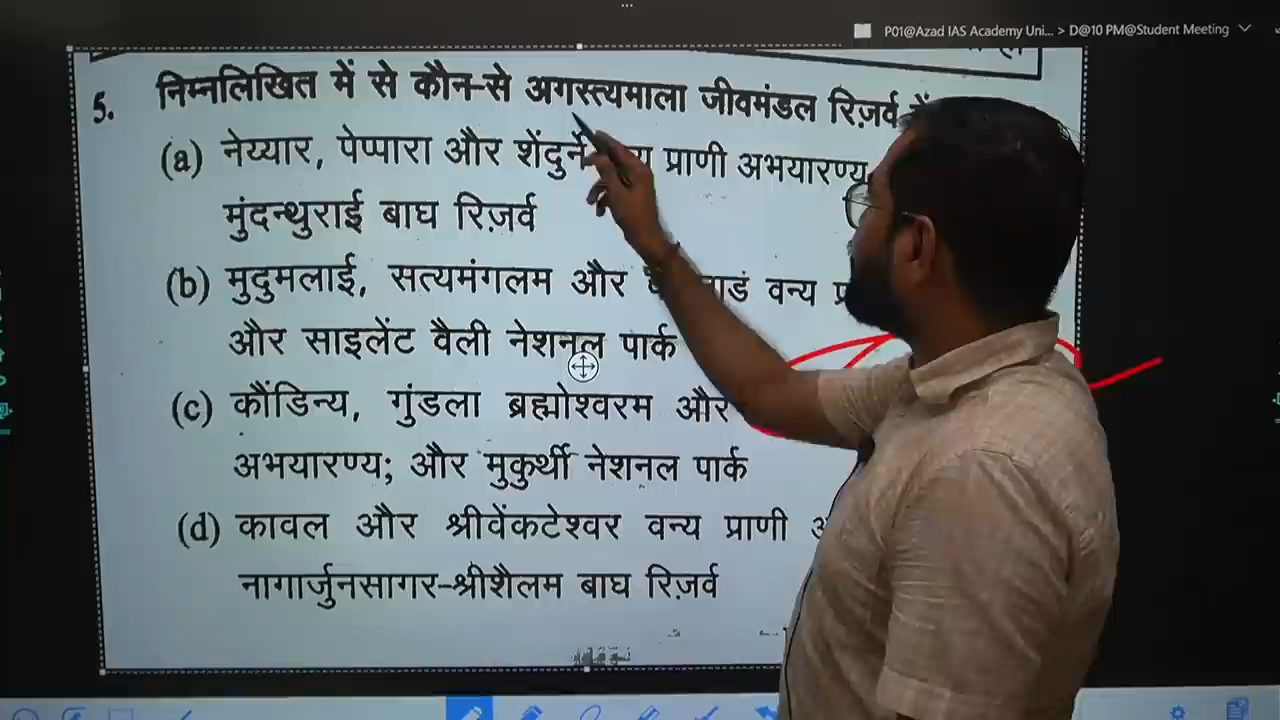 P01@Azad IAS Academy Uni... > D@10 PM@Student Meeting
5. निम्नलिखित में से कौन-से अगस्त्यमाला जीवमंडल रिज़र्व
(a) नेय्यार, पेप्पारा और प्राणी अभयारण्य
मुंदन्थुराई बाघ रिज़र्व
(b) मुदुमलाई, सत्यमंगलम और वन्य
और साइलेंट वैली नेशनल पार्क
(c) कौंडिन्य, गुंडला ब्रह्मोश्वरम और
अभयारण्य; और मुकुर्थी नेशनल पार्क
(d) कावल और श्रीवेंकटेश्वर वन्य प्राणी
नागार्जुनसागर-श्रीशैलम बाघ रिज़र्व